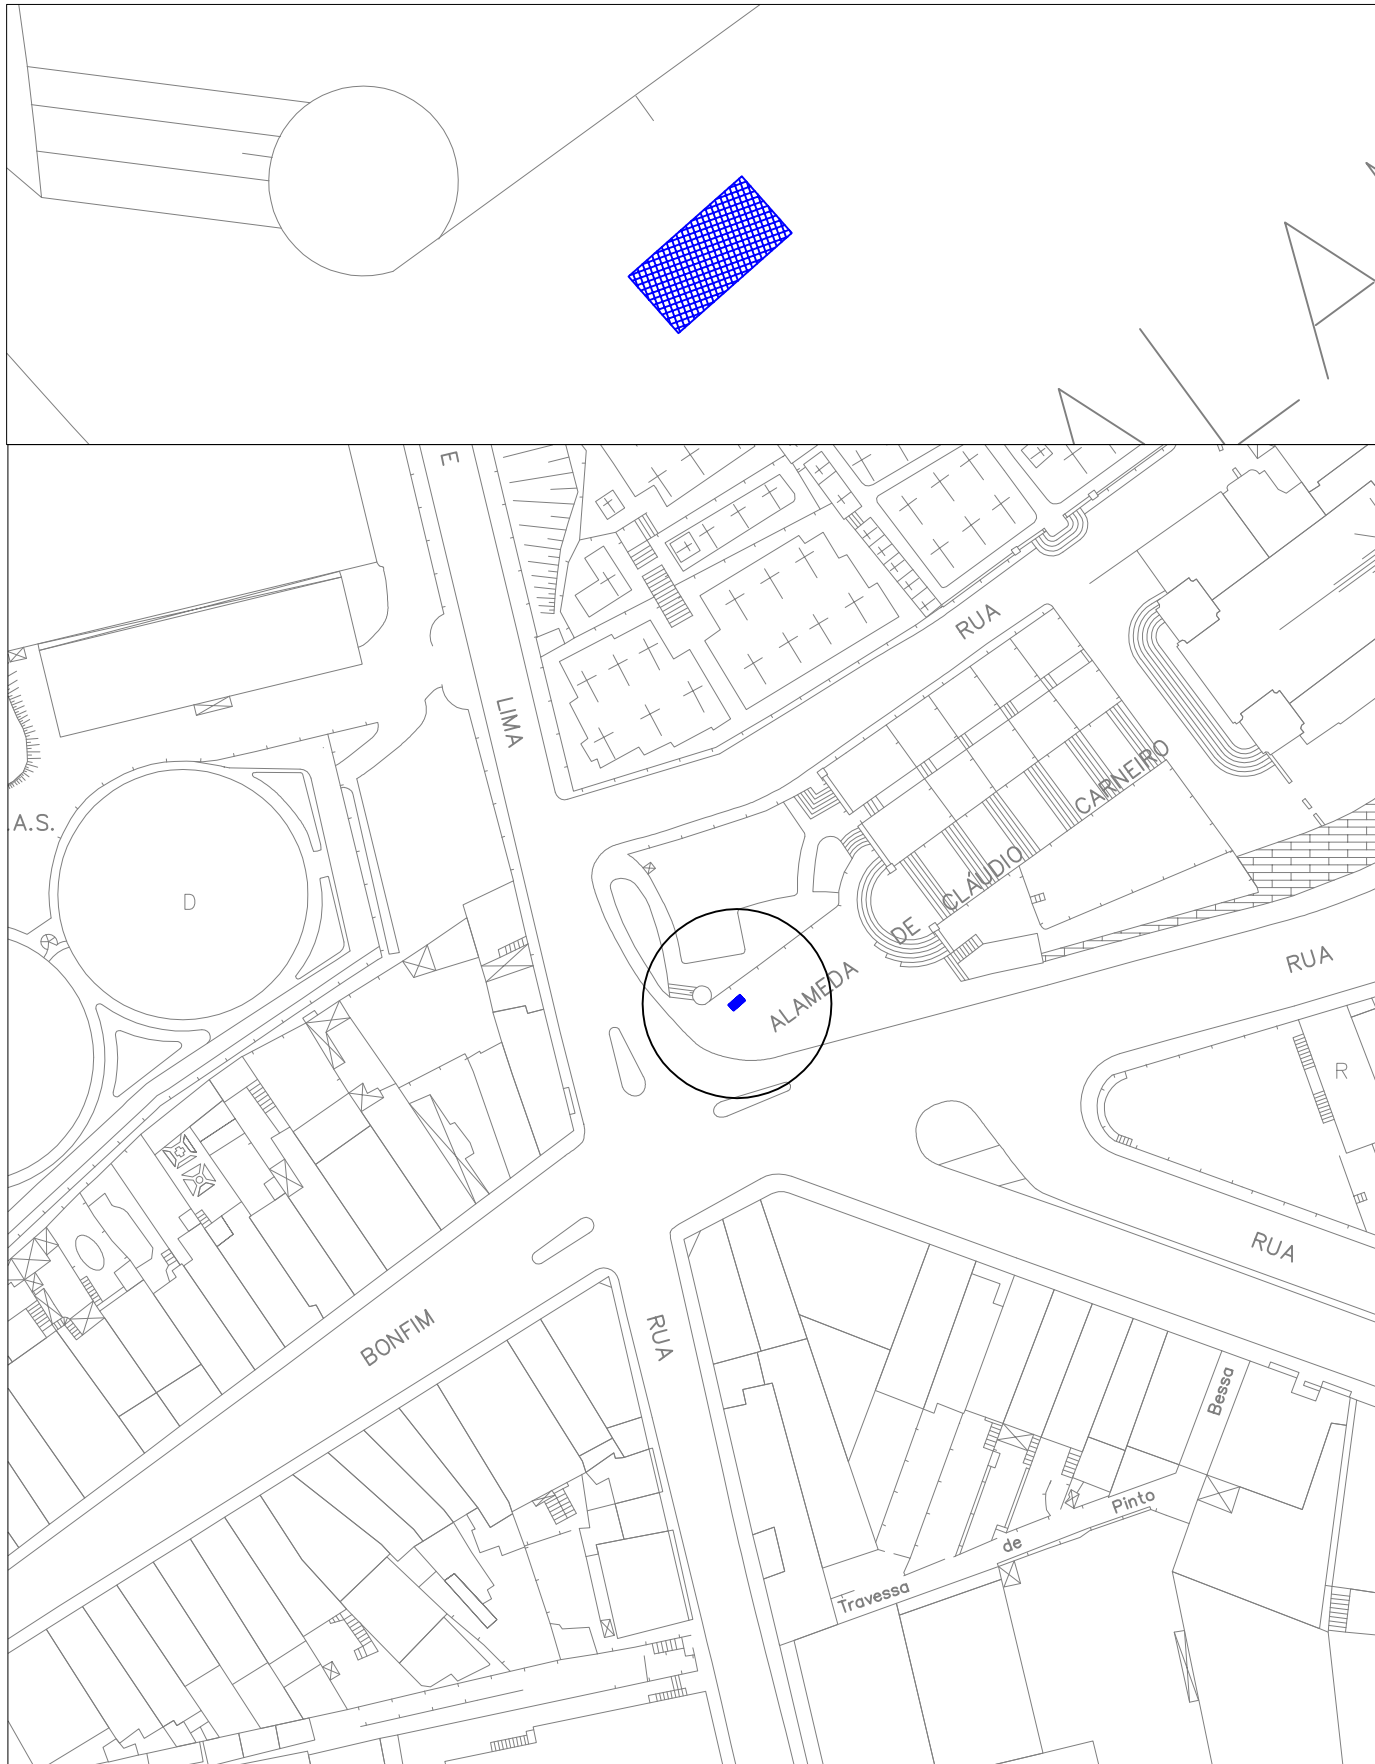 E
RUA
LIMA
CARNEIRO
.A.S.
CLÁUDIO
D
DE
RUA
ALAMEDA
R
RUA
BONFIM
RUA
Bessa
Pinto
de
Travessa